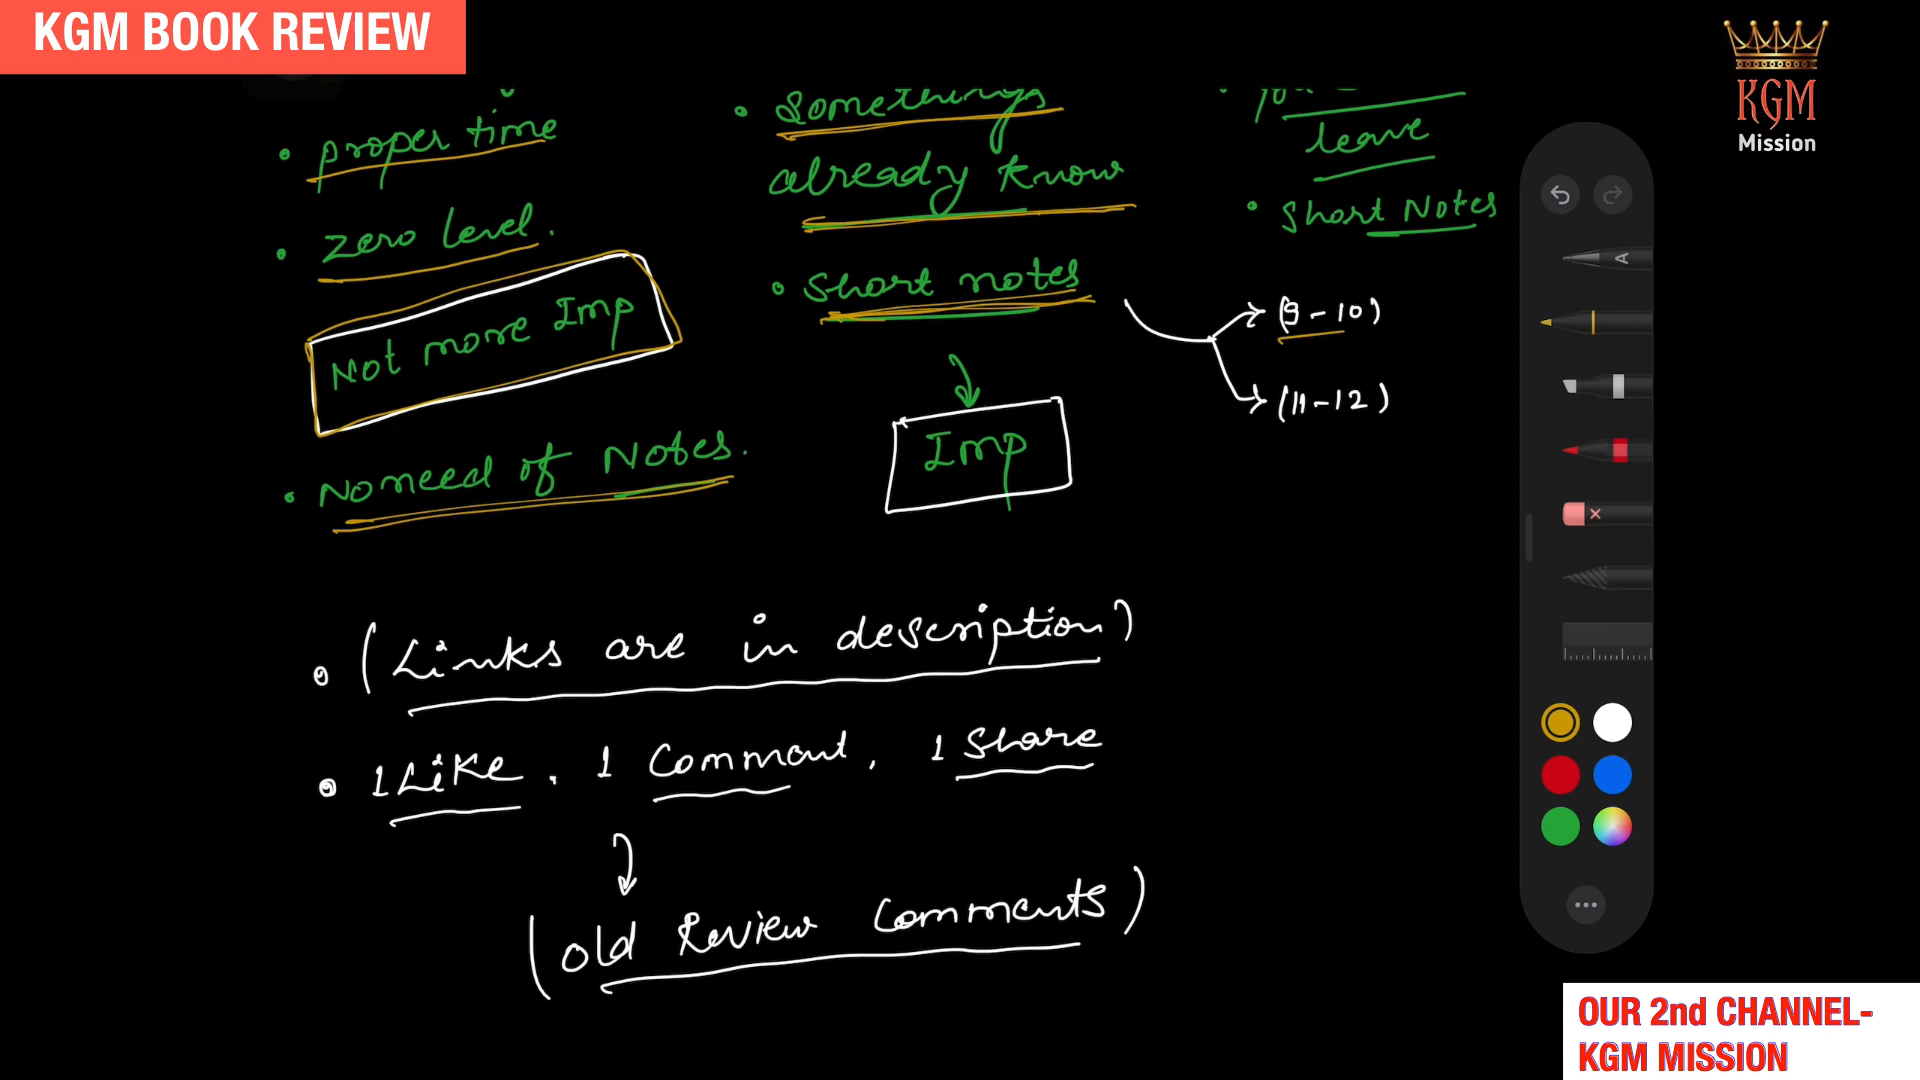 KGM BOOK REVIEW
KGM
Mission
• proper time
• zero level.
Not more Imp
• No need of Notes.
• Somethings
already know
• Short notes
Imp
leave
• Short Notes
(9-10)
(11-12)
• (Links are in description)
• 1 Like, 1 Comment, 1 Share
(old Review Comments)
OUR 2nd CHANNEL-
KGM MISSION